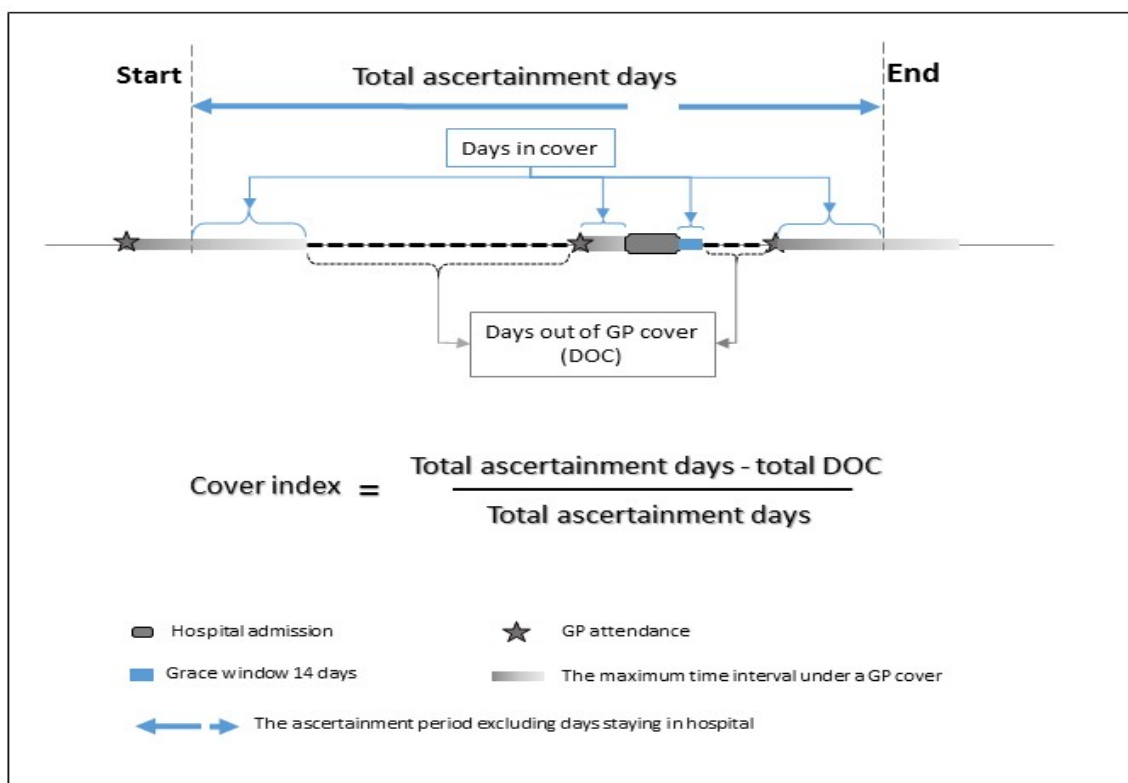 Start
Total ascertainment days
End
Days in cover
Days out of GP cover
(DOC)
Cover index = Total ascertainment days - total DOC
Total ascertainment days
Hospital admission
GP attendance
Grace window 14 days
The maximum time interval under a GP cover
The ascertainment period excluding days staying in hospital